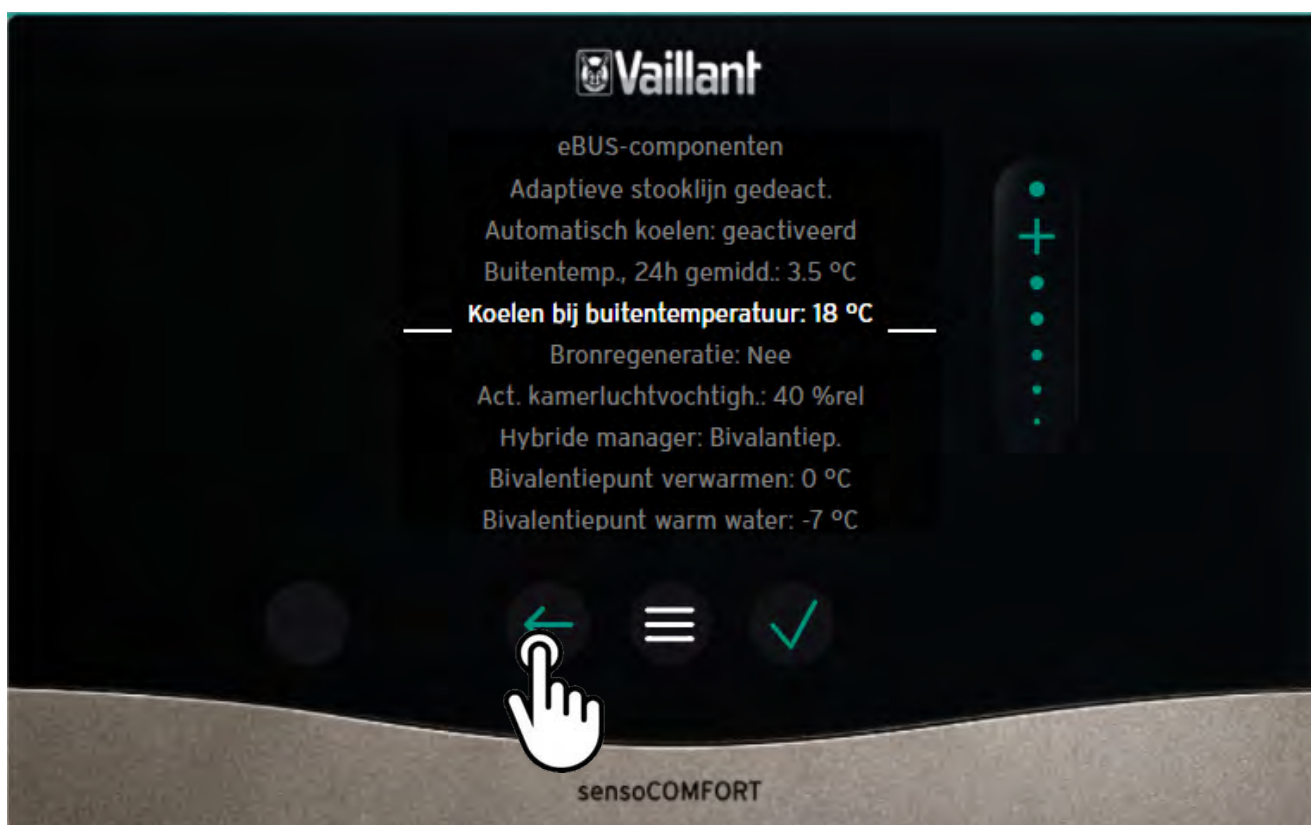 Vaillant
eBUS-componenten
Adaptieve stooklijn gedeact.
Automatisch koelen: geactiveerd
Buitentemp., 24h gemidd.: 3.5 °C
Koelen bij buitentemperatuur: 18 °C
Bronregeneratie: Nee
Act. kamerluchtvochtigh.: 40 %rel
Hybride manager: Bivalantiep.
Bivalentiepunt verwarmen: 0 °C
Bivalentiepunt warm water: -7 °C
sensoCOMFORT